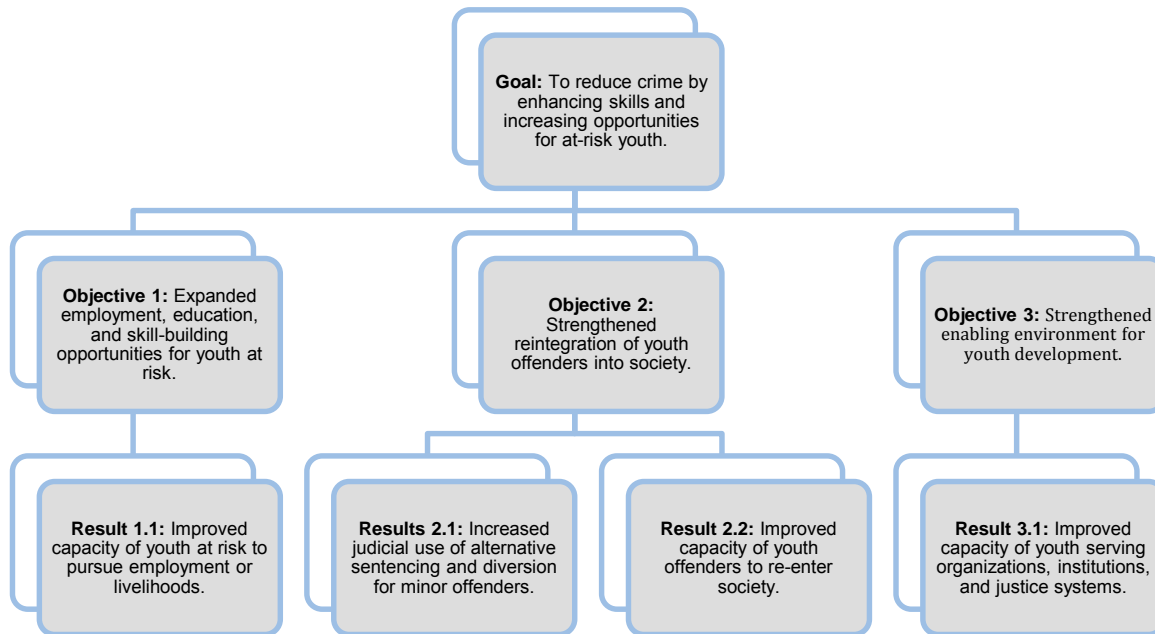 Goal: To reduce crime by
enhancing skills and
increasing opportunities
for at-risk youth.
Objective 1: Expanded
employment, education,
and skill-building
opportunities for youth at
risk.
Objective 2:
Strengthened
reintegration of youth
offenders into society.
Objective 3: Strengthened
enabling environment for
youth development.
Result 1.1: Improved
capacity of youth at risk to
pursue employment or
livelihoods.
Results 2.1: Increased
judicial use of alternative
sentencing and diversion
for minor offenders.
Result 2.2: Improved
capacity of youth
offenders to re-enter
society.
Result 3.1: Improved
capacity of youth serving
organizations, institutions,
and justice systems.